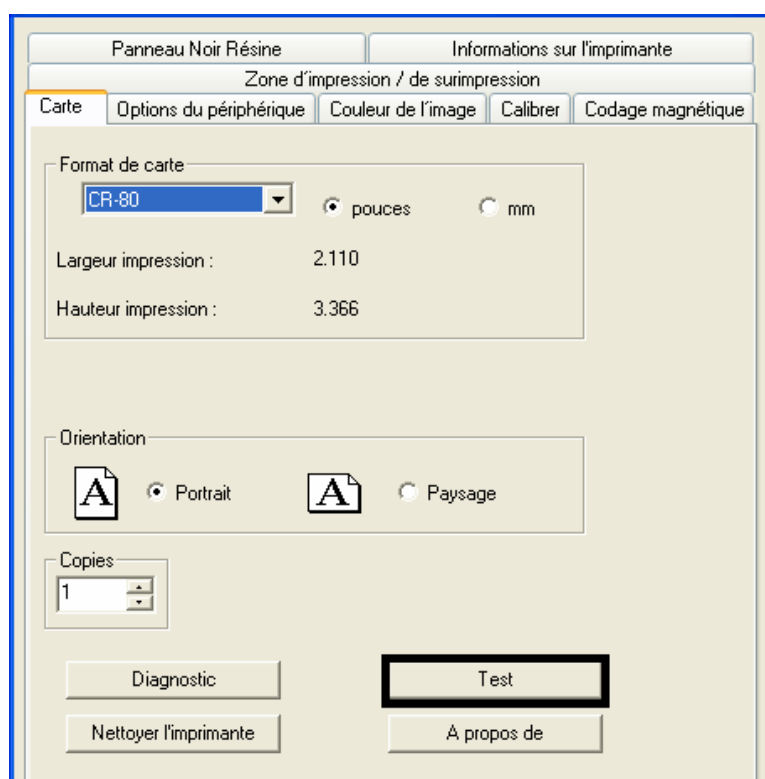 Panneau Noir Résine Informations sur l'imprimante
Zone d'impression / de surimpression
Carte Options du périphérique Couleur de l'image Calibrer Codage magnétique
Format de carte
CR-80 pouces mm
Largeur impression : 2.110
Hauteur impression : 3.366
Orientation
A Portrait A Paysage
Copies
1
Diagnostic Test
Nettoyer l'imprimante A propos de